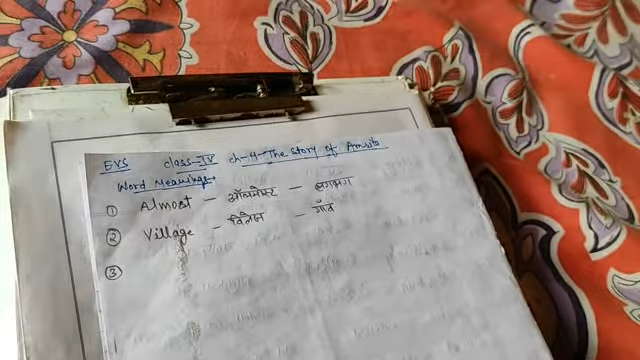 EVS class-IV ch-4-The Story of Amrita
Word Meanings
① Almost - ऑलमोस्ट - लगभग
② Village - विलेज - गाँव
③